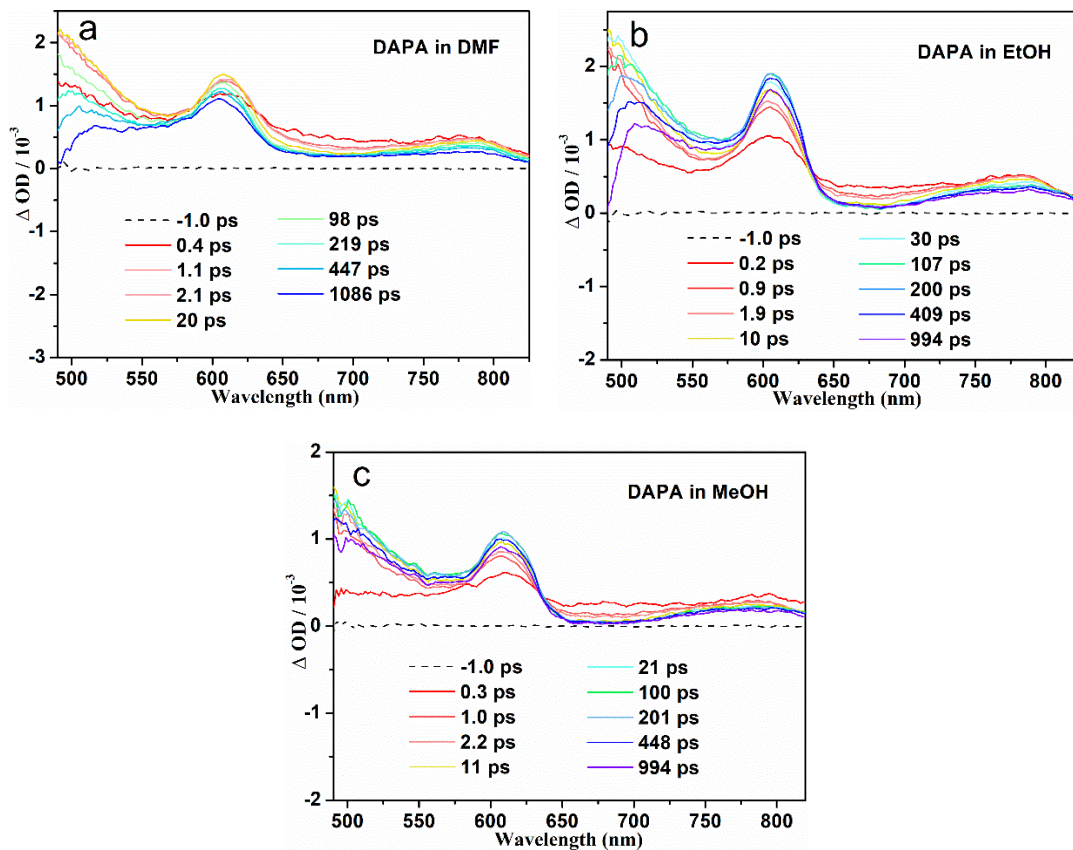 a
DAPA in DMF
2
1
0
-1
-2
-3
Δ OD / 10⁻³
-1.0 ps
0.4 ps
1.1 ps
2.1 ps
20 ps
98 ps
219 ps
447 ps
1086 ps
500 550 600 650 700 750 800
Wavelength (nm)
b
DAPA in EtOH
2
1
0
-1
-2
Δ OD / 10⁻³
-1.0 ps
0.2 ps
0.9 ps
1.9 ps
10 ps
30 ps
107 ps
200 ps
409 ps
994 ps
500 550 600 650 700 750 800
Wavelength (nm)
c
DAPA in MeOH
2
1
0
-1
-2
Δ OD / 10⁻³
-1.0 ps
0.3 ps
1.0 ps
2.2 ps
11 ps
21 ps
100 ps
201 ps
448 ps
994 ps
500 550 600 650 700 750 800
Wavelength (nm)